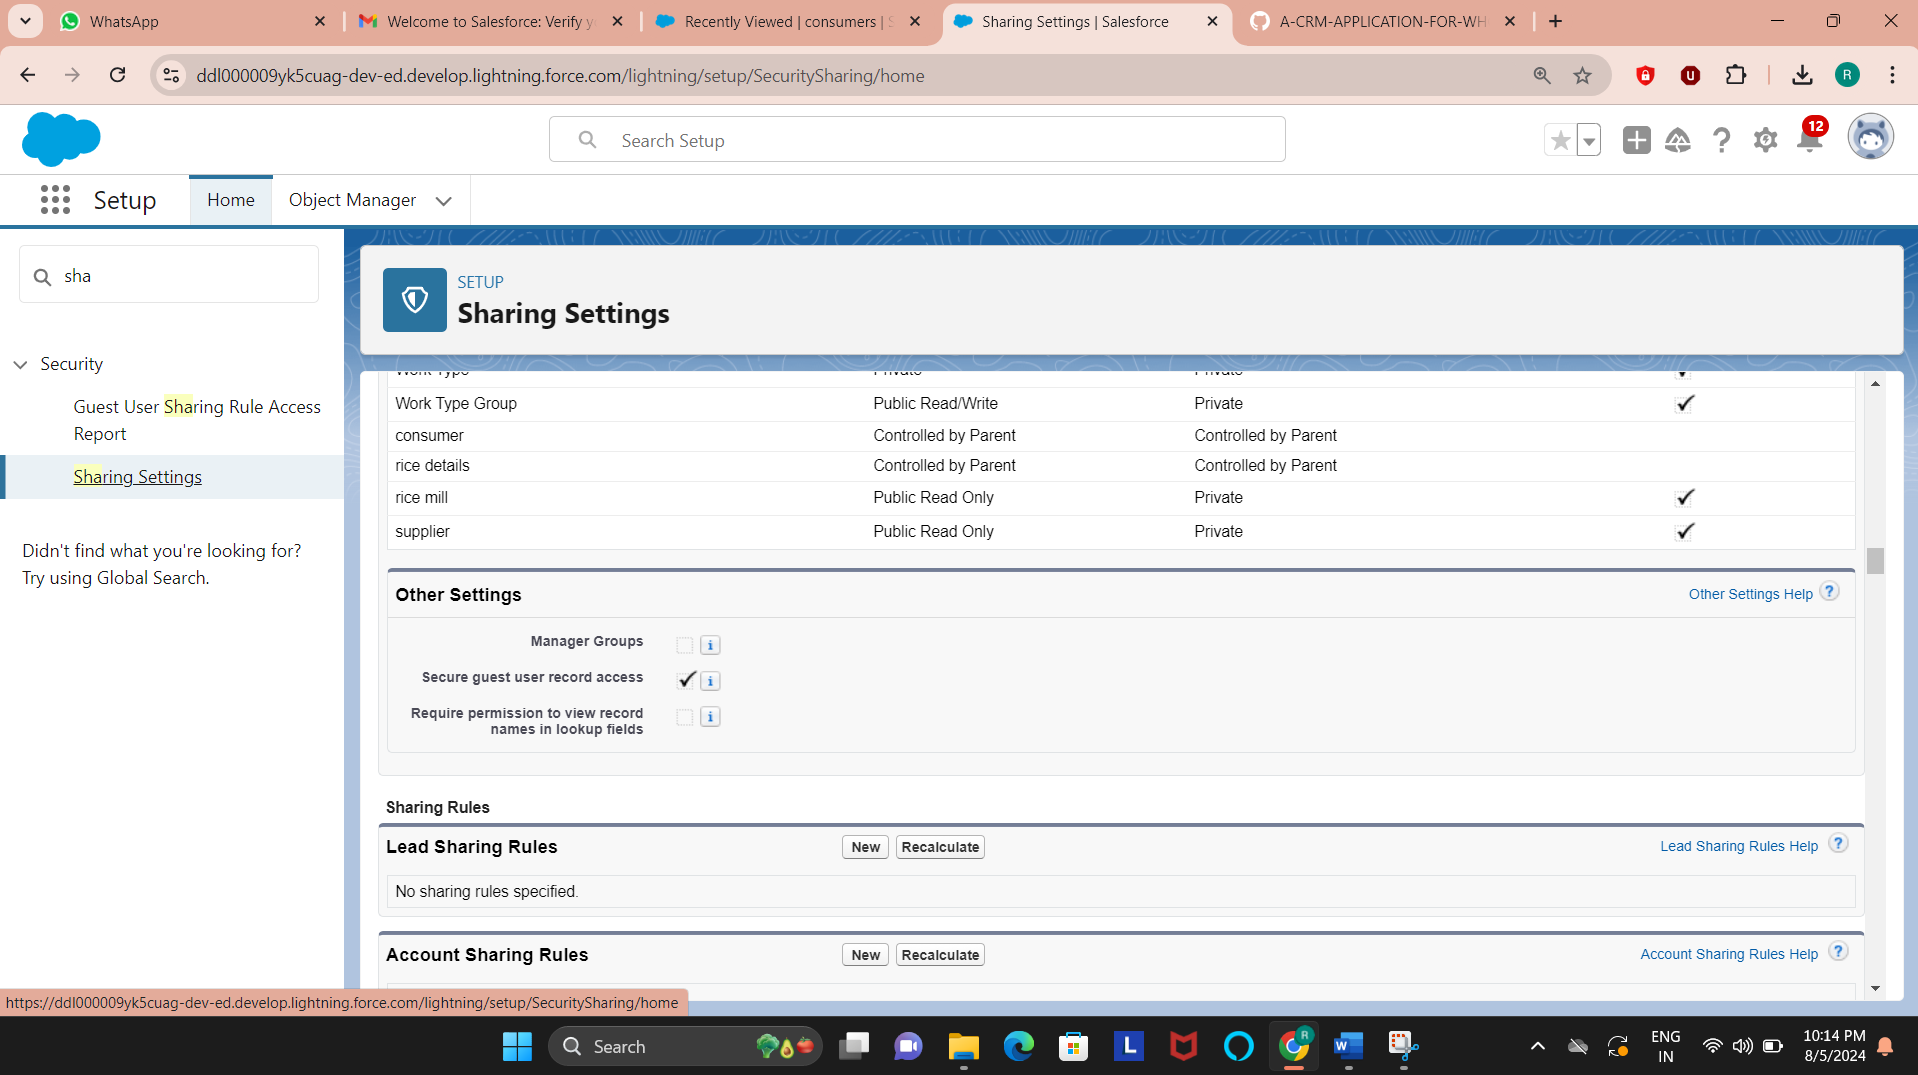 WhatsApp
Welcome to Salesforce: Verify y
Recently Viewed | consumers | S
Sharing Settings | Salesforce
A-CRM-APPLICATION-FOR-WH
ddl000009yk5cuag-dev-ed.develop.lightning.force.com/lightning/setup/SecuritySharing/home
U
R
Search Setup
12
Setup
Home
Object Manager
sha
Security
Guest User Sharing Rule Access
Report
Sharing Settings
Didn't find what you're looking for?
Try using Global Search.
SETUP
Sharing Settings
Work Type Private Private
Work Type Group Public Read/Write Private
consumer Controlled by Parent Controlled by Parent
rice details Controlled by Parent Controlled by Parent
rice mill Public Read Only Private
supplier Public Read Only Private
Other Settings
Other Settings Help ?
Manager Groups i
Secure guest user record access i
Require permission to view record
names in lookup fields i
Sharing Rules
Lead Sharing Rules New Recalculate Lead Sharing Rules Help ?
No sharing rules specified.
Account Sharing Rules New Recalculate Account Sharing Rules Help ?
https://ddl000009yk5cuag-dev-ed.develop.lightning.force.com/lightning/setup/SecuritySharing/home
Search
L
R
W
ENG
IN
10:14 PM
8/5/2024